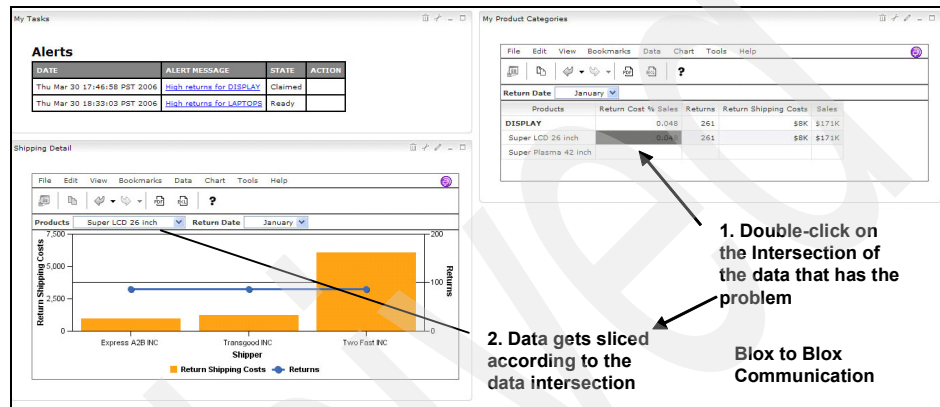 My Tasks
Alerts
DATE ALERT MESSAGE STATE ACTION
Thu Mar 30 17:46:58 PST 2006 High returns for DISPLAY Claimed
Thu Mar 30 18:33:03 PST 2006 High returns for LAPTOPS Ready
My Product Categories
File Edit View Bookmarks Data Chart Tools Help
PDF
?
Return Date January
Products Return Cost % Sales Returns Return Shipping Costs Sales
DISPLAY 0.048 261 $8K $171K
Super LCD 26 inch 0.048 261 $8K $171K
Super Plasma 42 inch
Shipping Detail
File Edit View Bookmarks Data Chart Tools Help
PDF
?
Products Super LCD 26 inch Return Date January
7,500
5,000
2,500
0
Return Shipping Costs
200
100
0
Returns
Express A2B INC Transgood INC Two Fast INC
Shipper
Return Shipping Costs Returns
1. Double-click on
the Intersection of
the data that has the
problem
2. Data gets sliced
according to the
data intersection
Blox to Blox
Communication